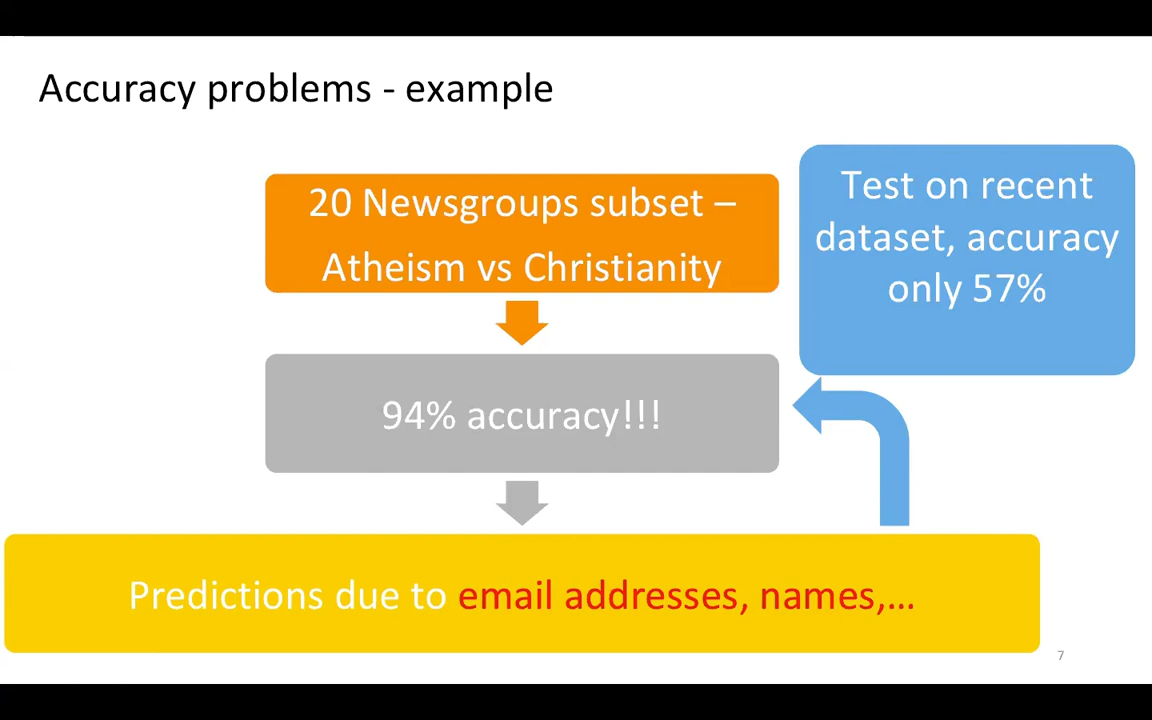 Accuracy problems - example
20 Newsgroups subset –
Atheism vs Christianity
Test on recent
dataset, accuracy
only 57%
94% accuracy!!!
Predictions due to email addresses, names,...
7